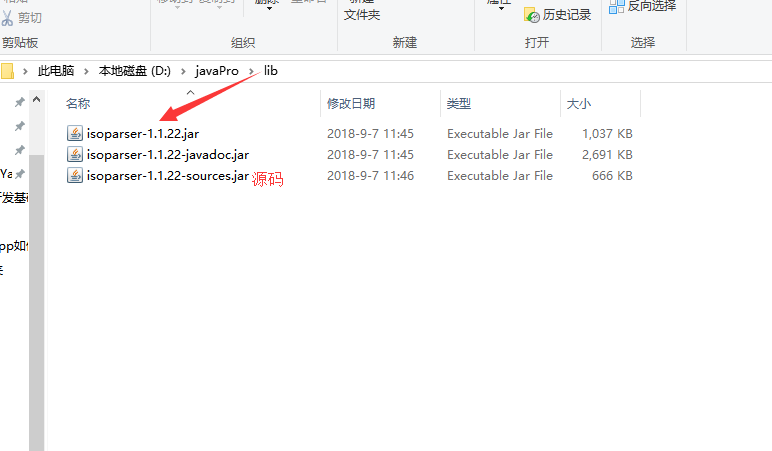 剪切
文件夹
历史记录
反向选择
剪贴板
组织
新建
打开
选择
此电脑 › 本地磁盘 (D:) › javaPro › lib
名称 修改日期 类型 大小
isoparser-1.1.22.jar 2018-9-7 11:45 Executable Jar File 1,037 KB
isoparser-1.1.22-javadoc.jar 2018-9-7 11:45 Executable Jar File 2,691 KB
isoparser-1.1.22-sources.jar 源码 2018-9-7 11:46 Executable Jar File 666 KB
Ya
发基础
pp如何